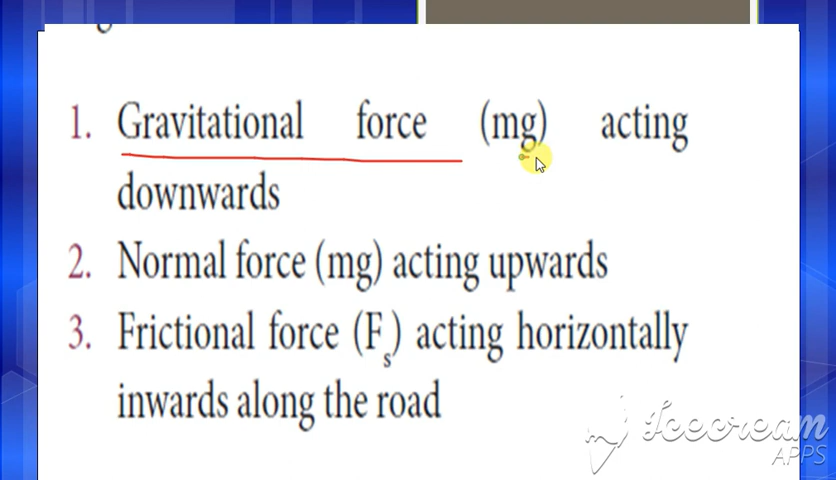 1. Gravitational force (mg) acting
downwards
2. Normal force (mg) acting upwards
3. Frictional force (Fs) acting horizontally
inwards along the road
Icecream
APPS